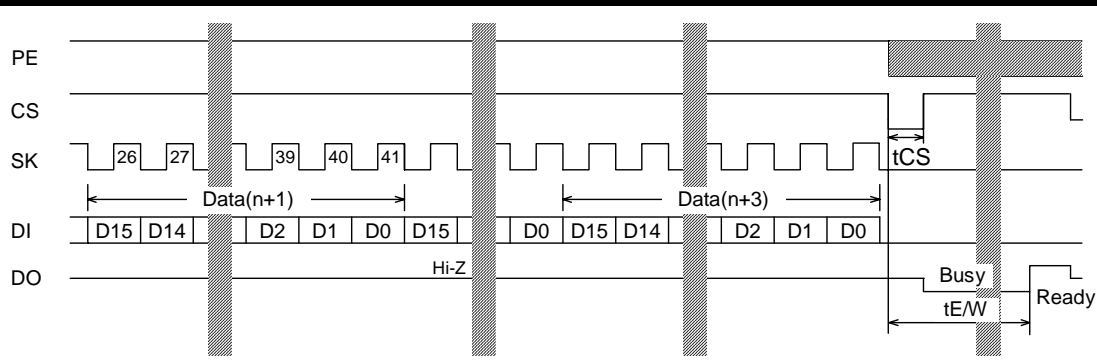 PE
CS
SK 26 27 39 40 41
tCS
Data(n+1) Data(n+3)
DI D15 D14 D2 D1 D0 D15 D0 D15 D14 D2 D1 D0
DO Hi-Z Busy Ready
tE/W